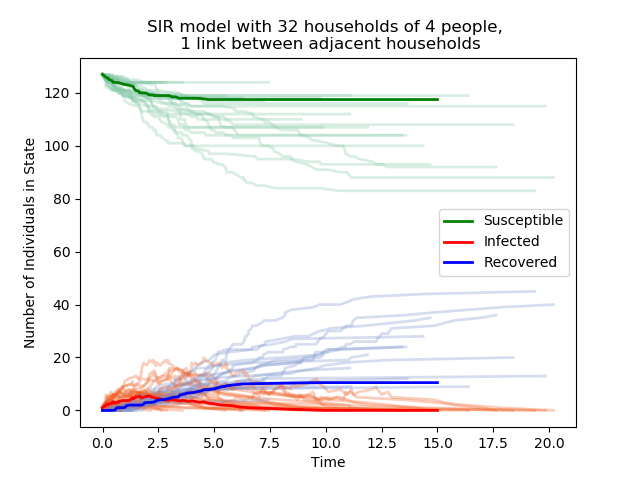 SIR model with 32 households of 4 people,
1 link between adjacent households
Number of Individuals in State
120
100
80
60
40
20
0
Susceptible
Infected
Recovered
0.0 2.5 5.0 7.5 10.0 12.5 15.0 17.5 20.0
Time